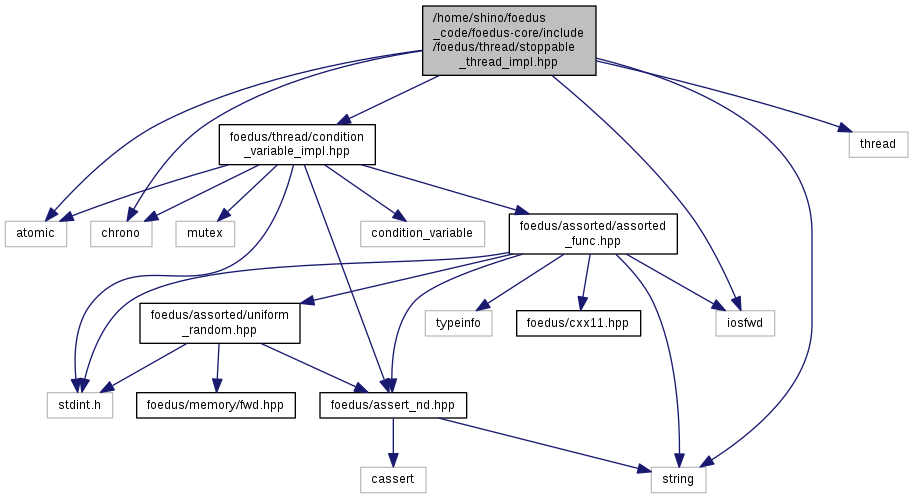 /home/shino/foedus
_code/foedus-core/include
/foedus/thread/stoppable
_thread_impl.hpp
foedus/thread/condition
_variable_impl.hpp
thread
atomic
chrono
mutex
condition_variable
foedus/assorted/assorted
_func.hpp
foedus/assorted/uniform
_random.hpp
typeinfo
foedus/cxx11.hpp
iosfwd
stdint.h
foedus/memory/fwd.hpp
foedus/assert_nd.hpp
cassert
string